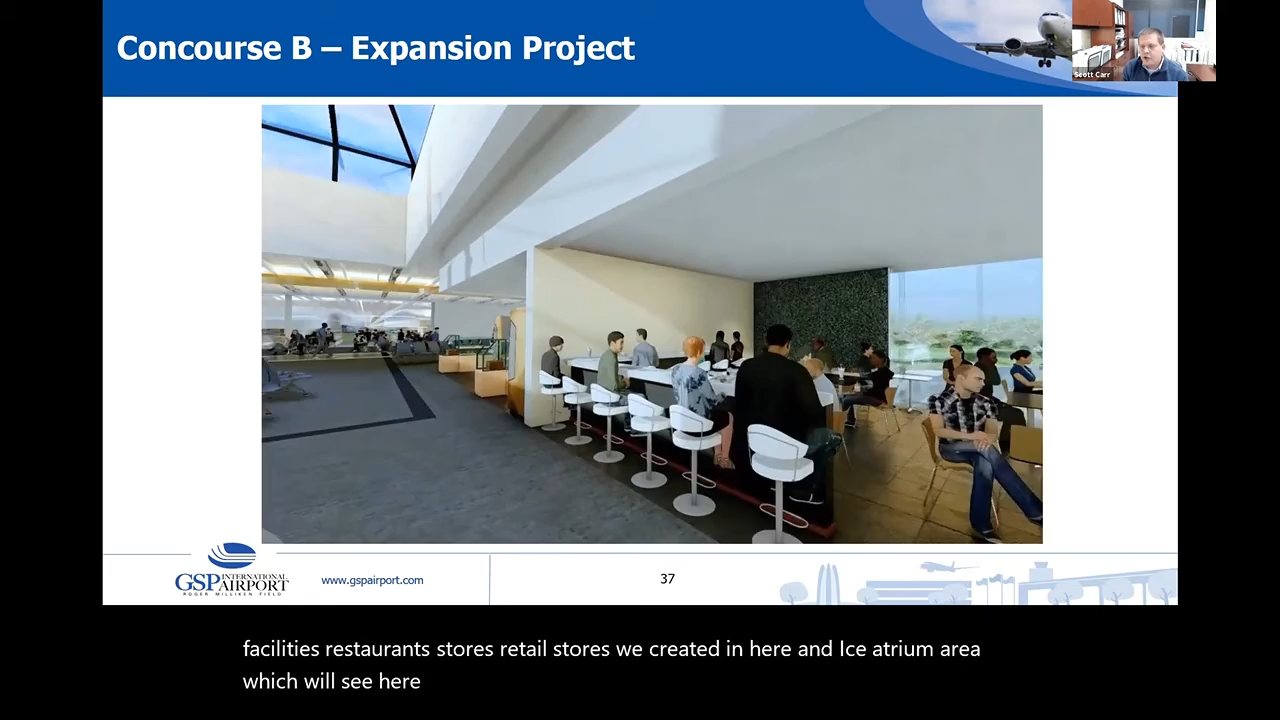 Concourse B – Expansion Project
Scott Carr
GSP INTERNATIONAL AIRPORT
ROGER MILLIKEN FIELD
www.gspairport.com
37
facilities restaurants stores retail stores we created in here and Ice atrium area
which will see here